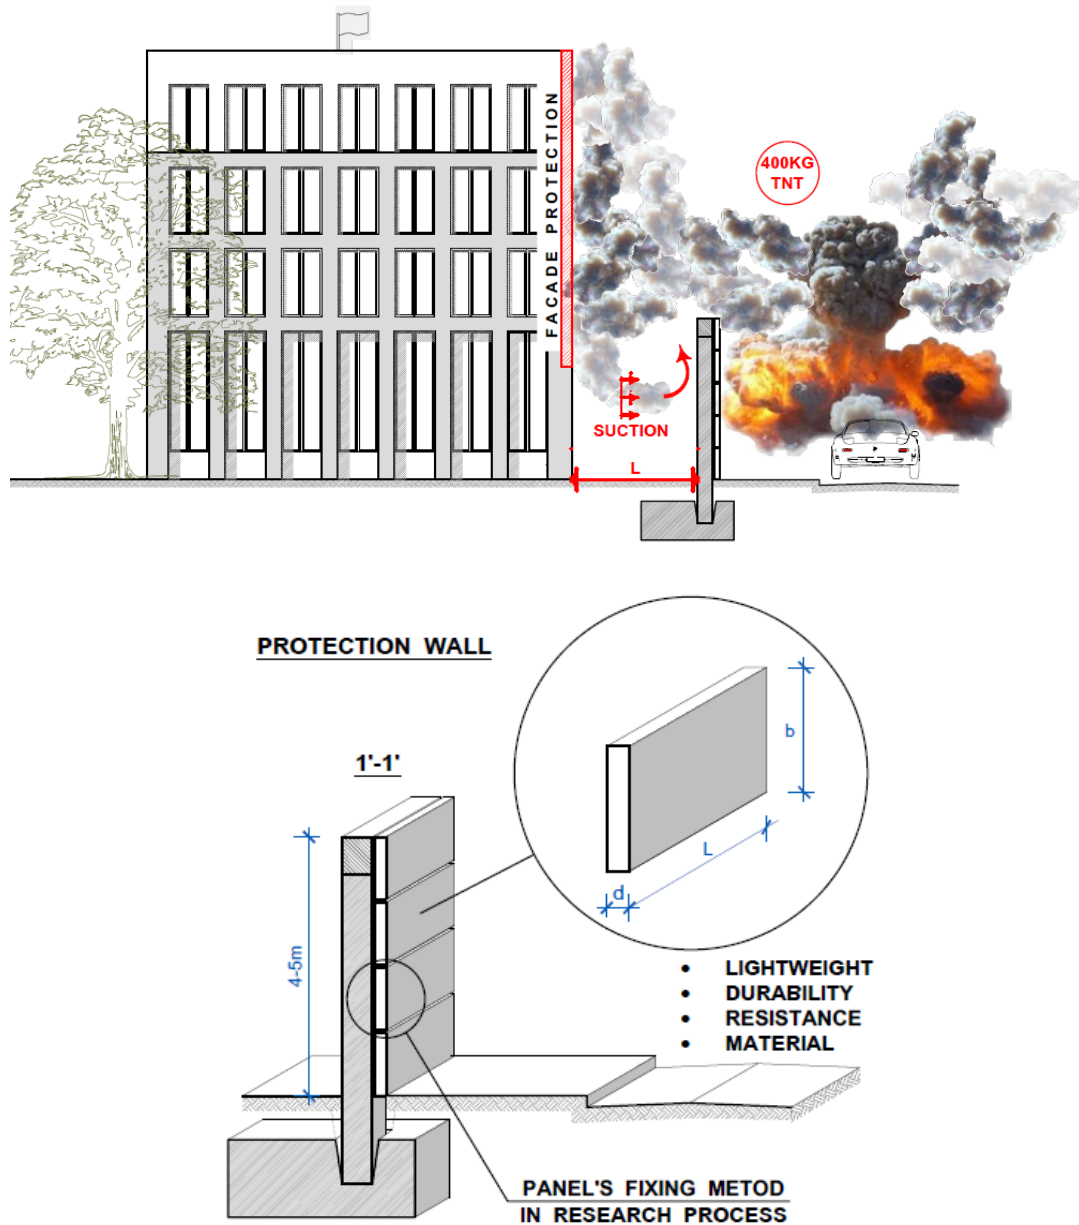 FACADE PROTECTION
400KG
TNT
SUCTION
L
PROTECTION WALL
1'-1'
b
L
d
4-5m
• LIGHTWEIGHT
• DURABILITY
• RESISTANCE
• MATERIAL
PANEL'S FIXING METOD
IN RESEARCH PROCESS